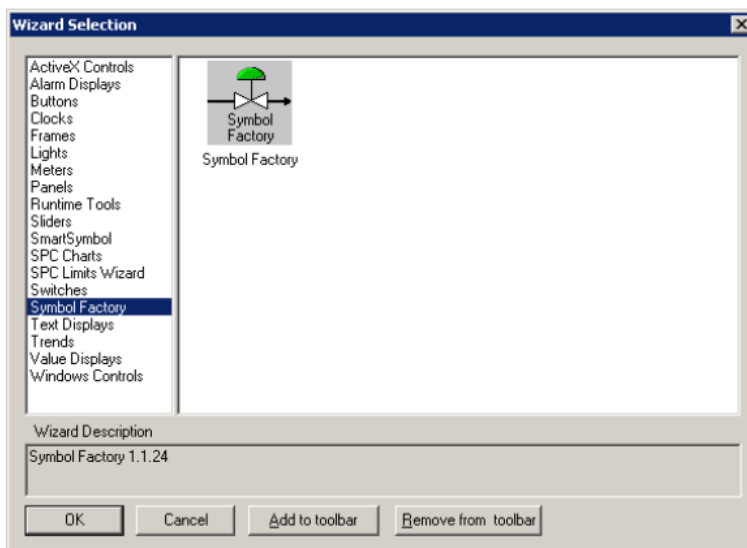 Wizard Selection
ActiveX Controls
Alarm Displays
Buttons
Clocks
Frames
Lights
Meters
Panels
Runtime Tools
Sliders
SmartSymbol
SPC Charts
SPC Limits Wizard
Switches
Symbol Factory
Text Displays
Trends
Value Displays
Windows Controls
Symbol
Factory
Symbol Factory
Wizard Description
Symbol Factory 1.1.24
OK Cancel Add to toolbar Remove from toolbar